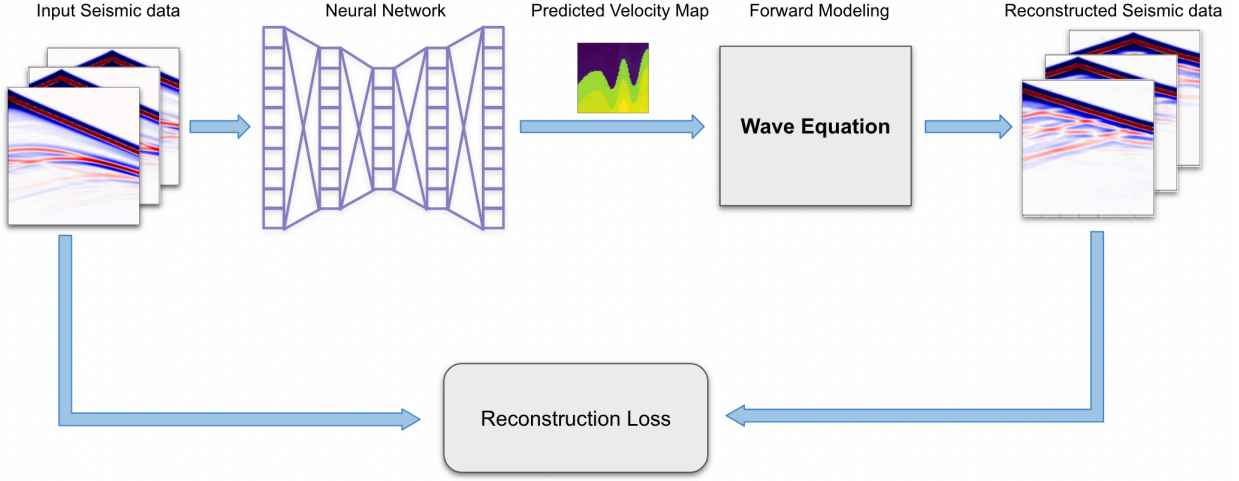 Input Seismic data
Neural Network
Predicted Velocity Map
Forward Modeling
Reconstructed Seismic data
Wave Equation
Reconstruction Loss